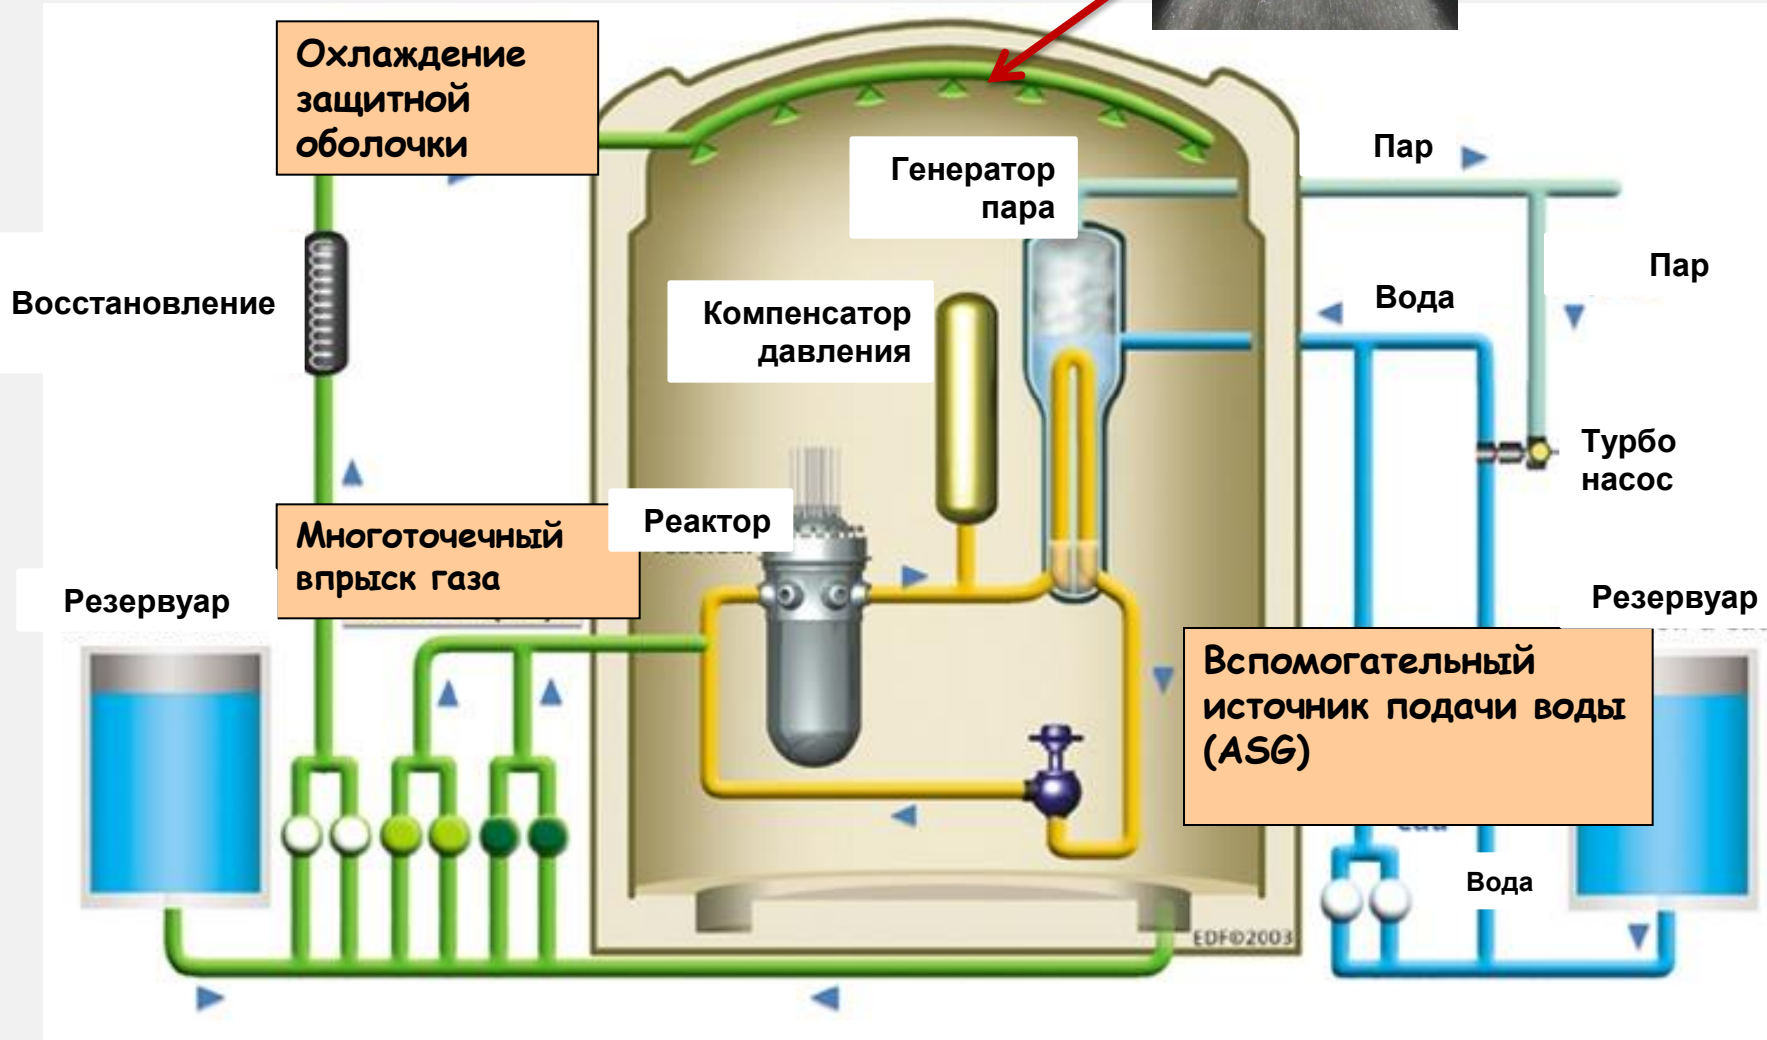 Охлаждение
защитной
оболочки
Генератор
пара
Пар
Пар
Восстановление
Компенсатор
давления
Вода
Турбо
насос
Многоточечный
впрыск газа
Реактор
Резервуар
Резервуар
Вспомогательный
источник подачи воды
(ASG)
Вода
EDF©2003